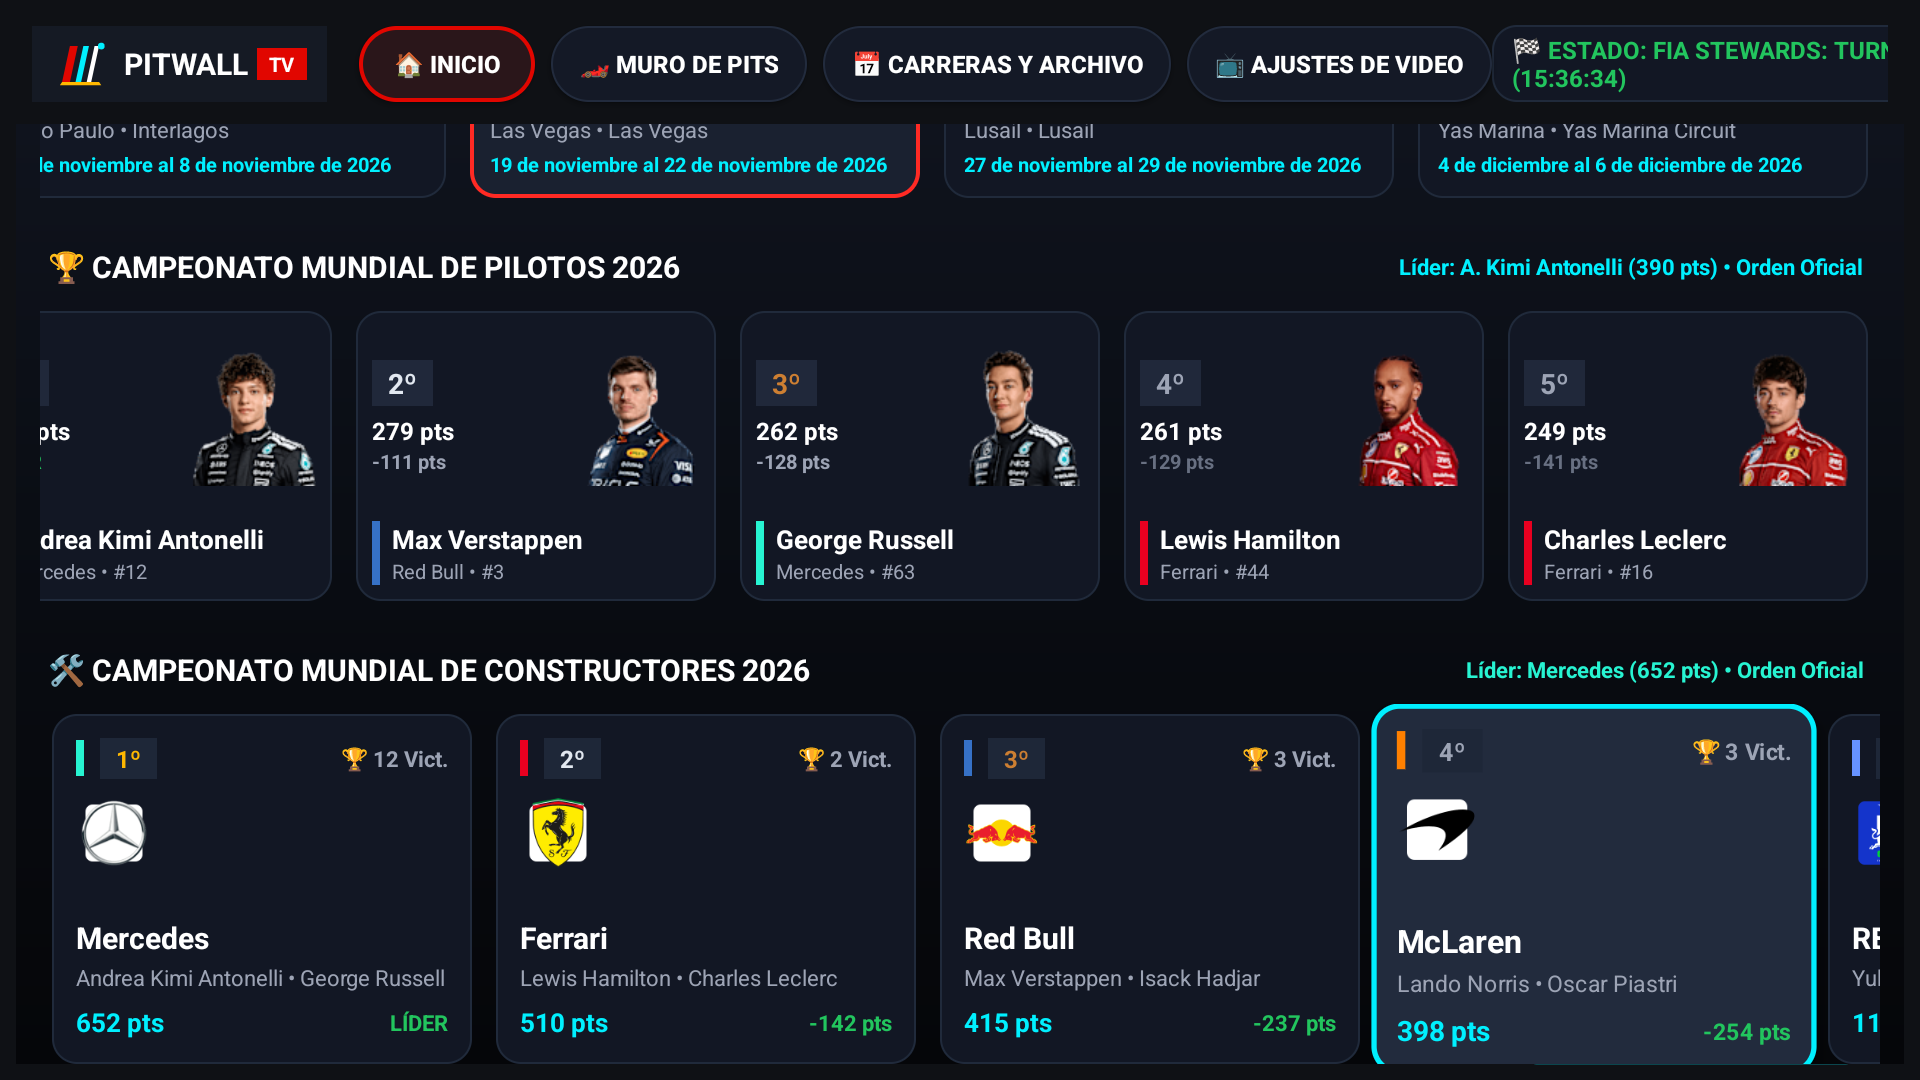 PITWALL TV
INICIO
MURO DE PITS
CARRERAS Y ARCHIVO
AJUSTES DE VIDEO
ESTADO: FIA STEWARDS: TURN
(15:36:34)
o Paulo • Interlagos
de noviembre al 8 de noviembre de 2026
Las Vegas • Las Vegas
19 de noviembre al 22 de noviembre de 2026
Lusail • Lusail
27 de noviembre al 29 de noviembre de 2026
Yas Marina • Yas Marina Circuit
4 de diciembre al 6 de diciembre de 2026
CAMPEONATO MUNDIAL DE PILOTOS 2026
Líder: A. Kimi Antonelli (390 pts) • Orden Oficial
pts
drea Kimi Antonelli
rcedes • #12
2º
279 pts
-111 pts
Max Verstappen
Red Bull • #3
3º
262 pts
-128 pts
George Russell
Mercedes • #63
4º
261 pts
-129 pts
Lewis Hamilton
Ferrari • #44
5º
249 pts
-141 pts
Charles Leclerc
Ferrari • #16
CAMPEONATO MUNDIAL DE CONSTRUCTORES 2026
Líder: Mercedes (652 pts) • Orden Oficial
1º
12 Vict.
Mercedes
Andrea Kimi Antonelli • George Russell
652 pts
LÍDER
2º
2 Vict.
Ferrari
Lewis Hamilton • Charles Leclerc
510 pts
-142 pts
3º
3 Vict.
Red Bull
Max Verstappen • Isack Hadjar
415 pts
-237 pts
4º
3 Vict.
McLaren
Lando Norris • Oscar Piastri
398 pts
-254 pts
Yu
11